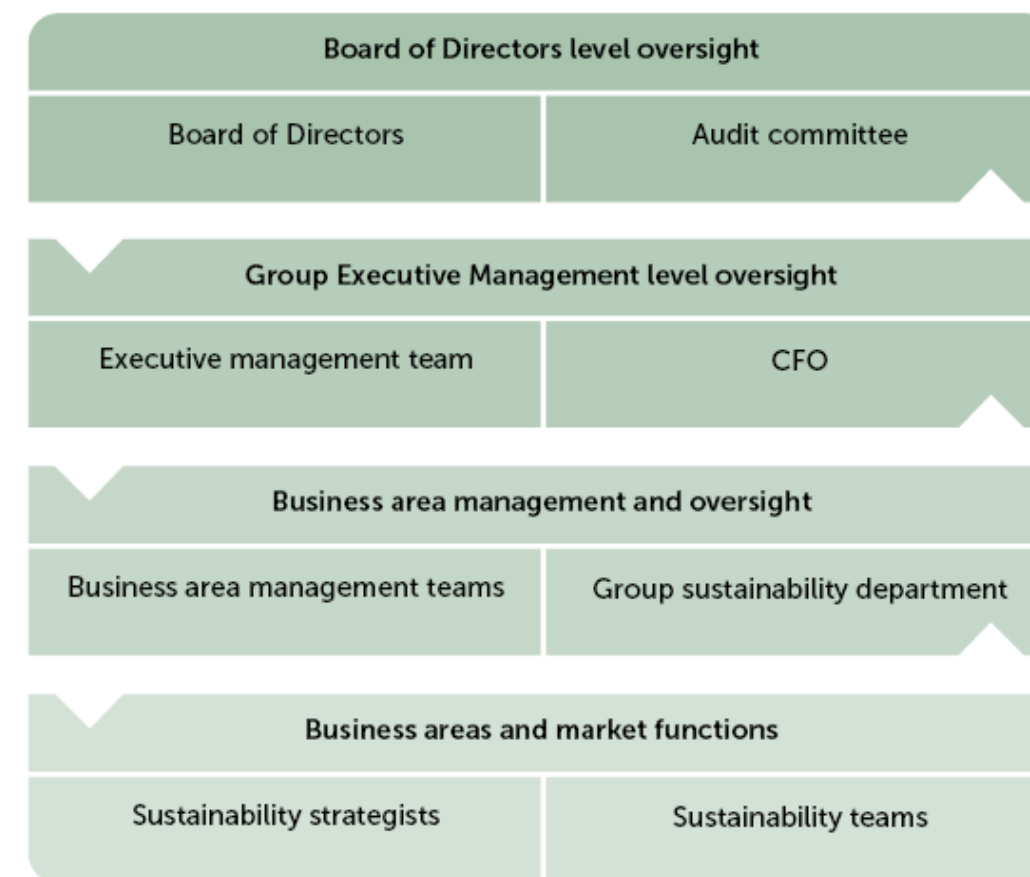 Board of Directors level oversight
Board of Directors
Audit committee
Group Executive Management level oversight
Executive management team
CFO
Business area management and oversight
Business area management teams
Group sustainability department
Business areas and market functions
Sustainability strategists
Sustainability teams